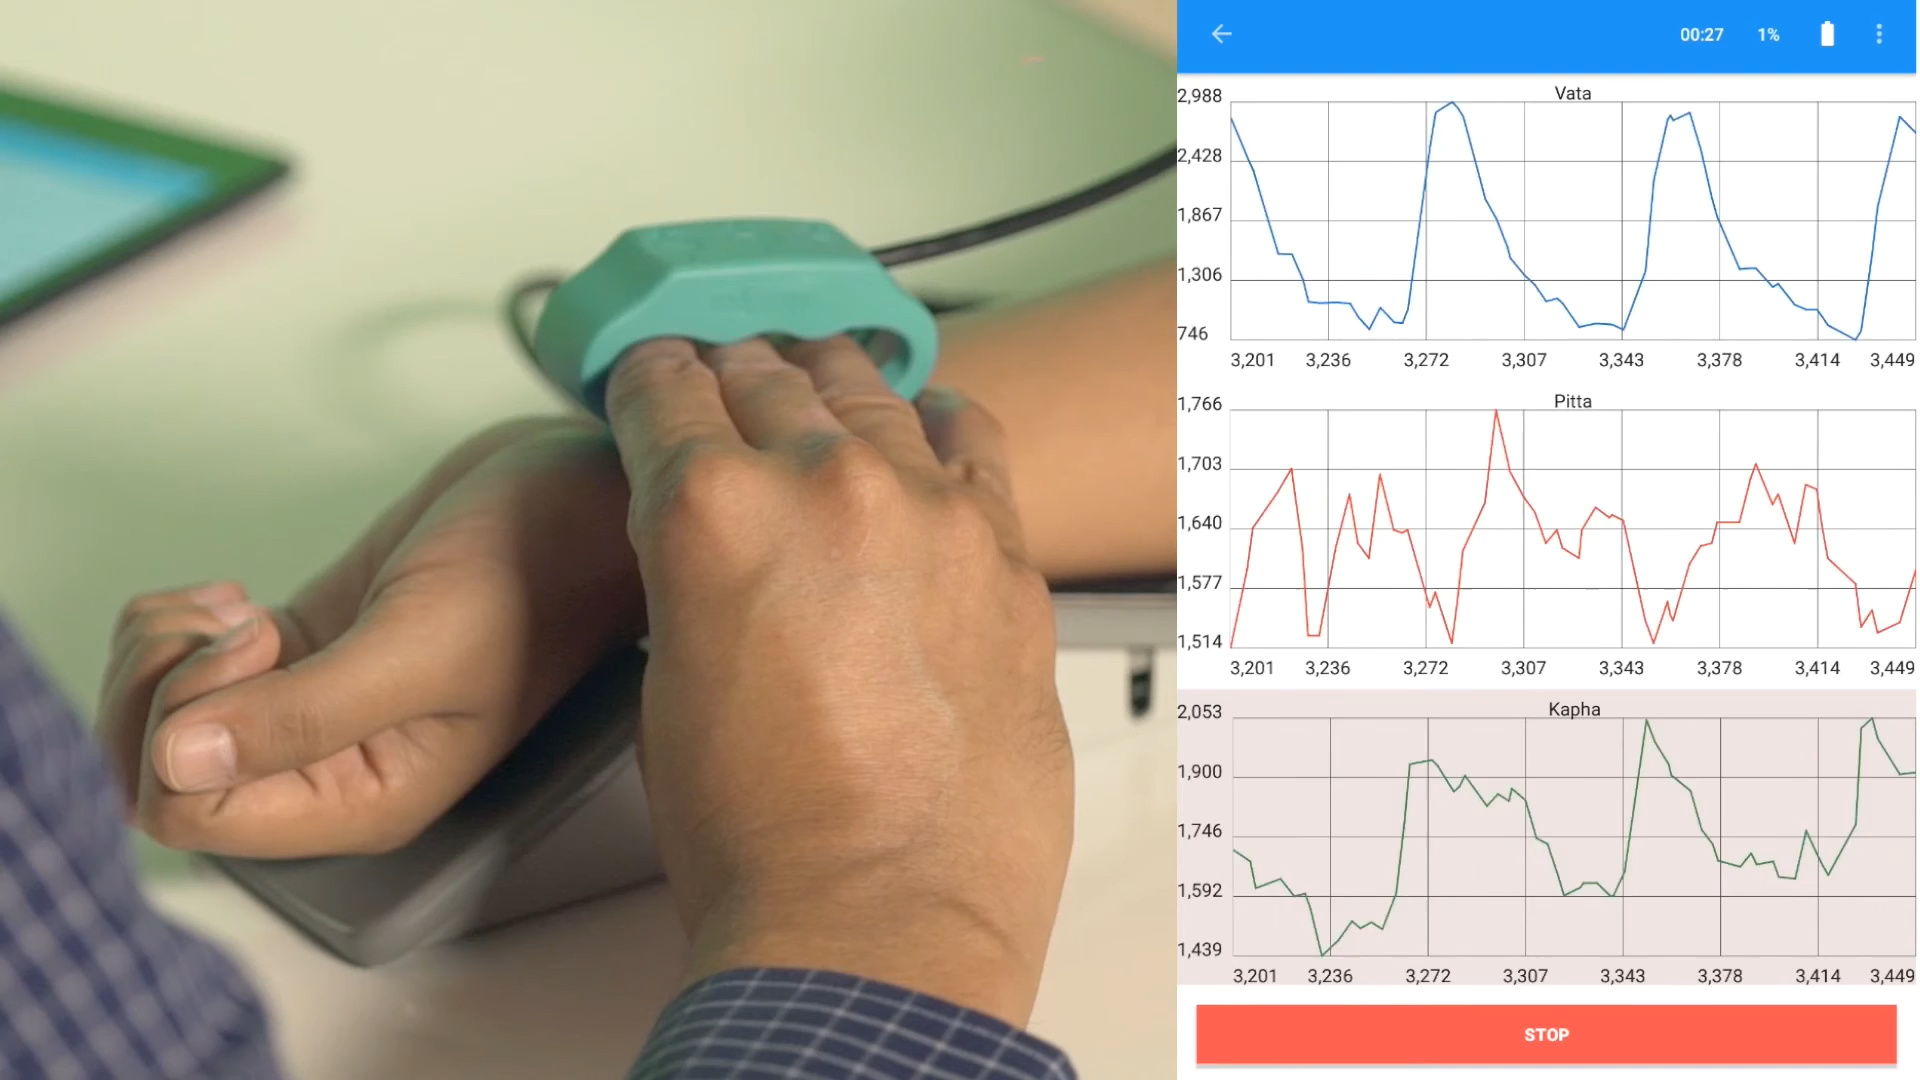 00:27 1%
Vata
2,988
2,428
1,867
1,306
746
3,201 3,236 3,272 3,307 3,343 3,378 3,414 3,449
Pitta
1,766
1,703
1,640
1,577
1,514
3,201 3,236 3,272 3,307 3,343 3,378 3,414 3,449
Kapha
2,053
1,900
1,746
1,592
1,439
3,201 3,236 3,272 3,307 3,343 3,378 3,414 3,449
STOP